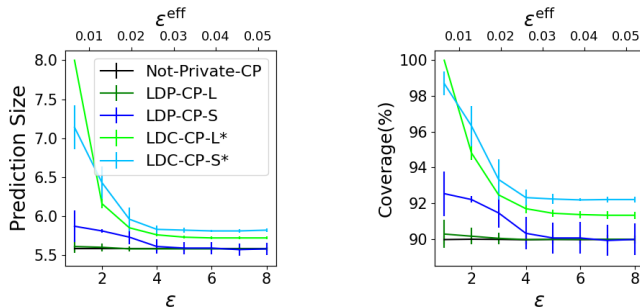 ε^eff
0.01 0.02 0.03 0.04 0.05
Prediction Size
8.0
7.5
7.0
6.5
6.0
5.5
Not-Private-CP
LDP-CP-L
LDP-CP-S
LDC-CP-L*
LDC-CP-S*
2 4 6 8
ε
ε^eff
0.01 0.02 0.03 0.04 0.05
Coverage(%)
100
98
96
94
92
90
2 4 6 8
ε